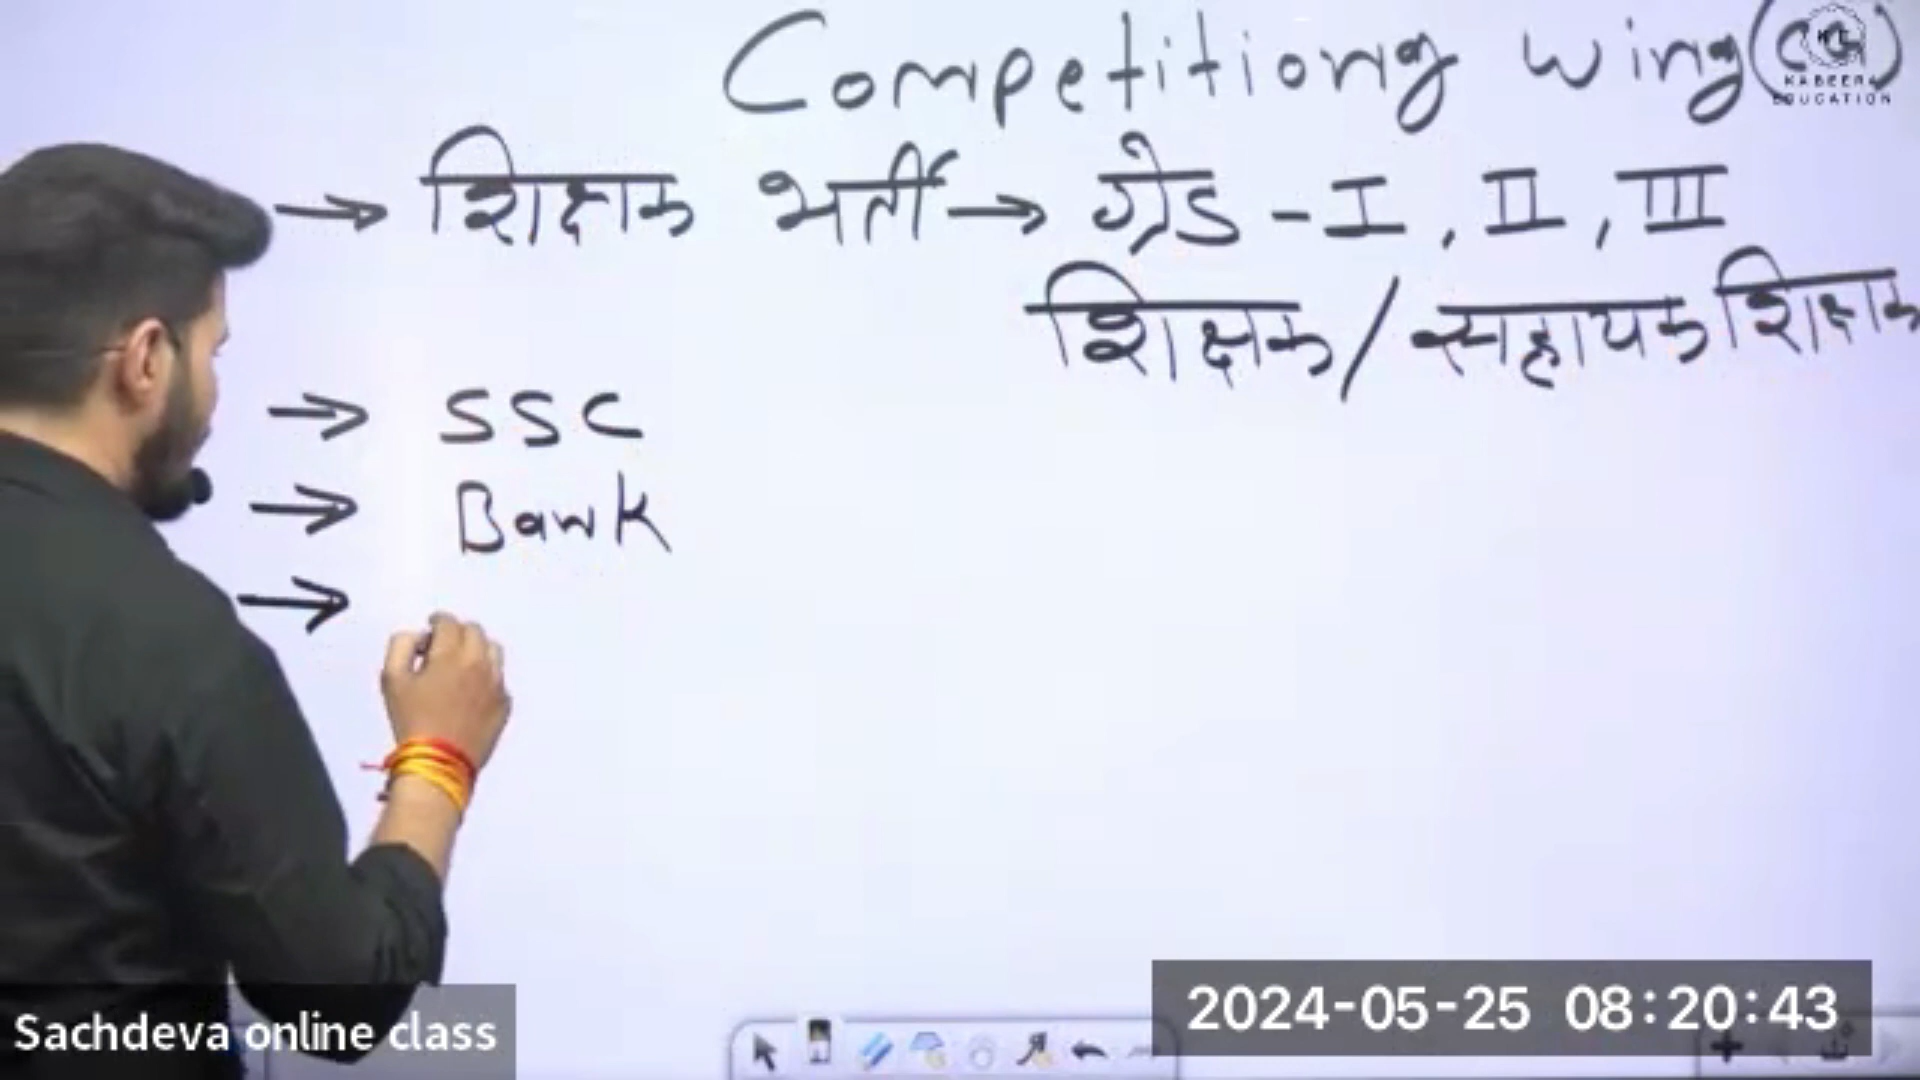 Competitiong wing (CG)
KABEERA
EDUCATION
→ शिक्षक भर्ती → ग्रेड - I, II, III
शिक्षक / सहायक शिक्षक
→ SSC
→ Bank
→
2024-05-25 08:20:43
Sachdeva online class